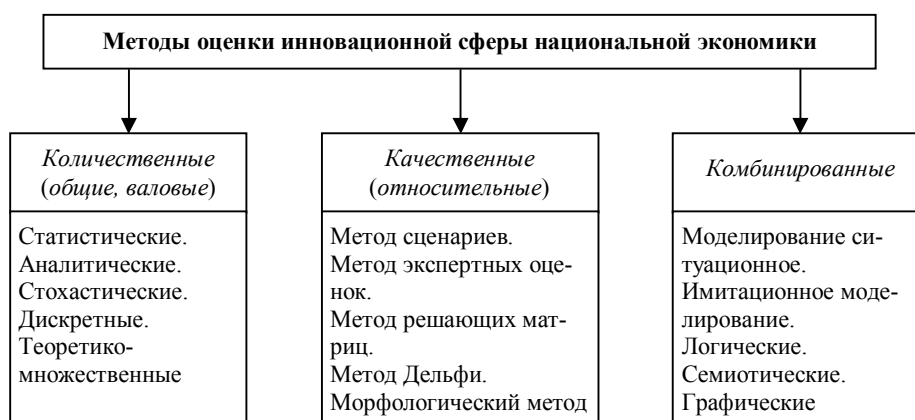 Методы оценки инновационной сферы национальной экономики
Количественные
(общие, валовые)
Статистические.
Аналитические.
Стохастические.
Дискретные.
Теоретико-
множественные
Качественные
(относительные)
Метод сценариев.
Метод экспертных оце-
нок.
Метод решающих мат-
риц.
Метод Дельфи.
Морфологический метод
Комбинированные
Моделирование си-
туационное.
Имитационное моде-
лирование.
Логические.
Семиотические.
Графические